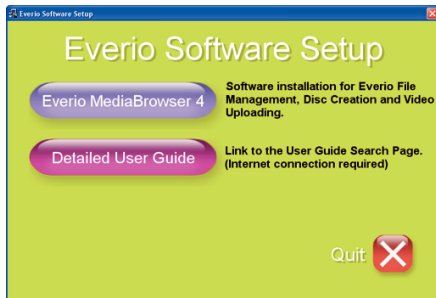 Everio Software Setup
Everio Software Setup
Everio MediaBrowser 4
Software installation for Everio File
Management, Disc Creation and Video
Uploading.
Detailed User Guide
Link to the User Guide Search Page.
(Internet connection required)
Quit